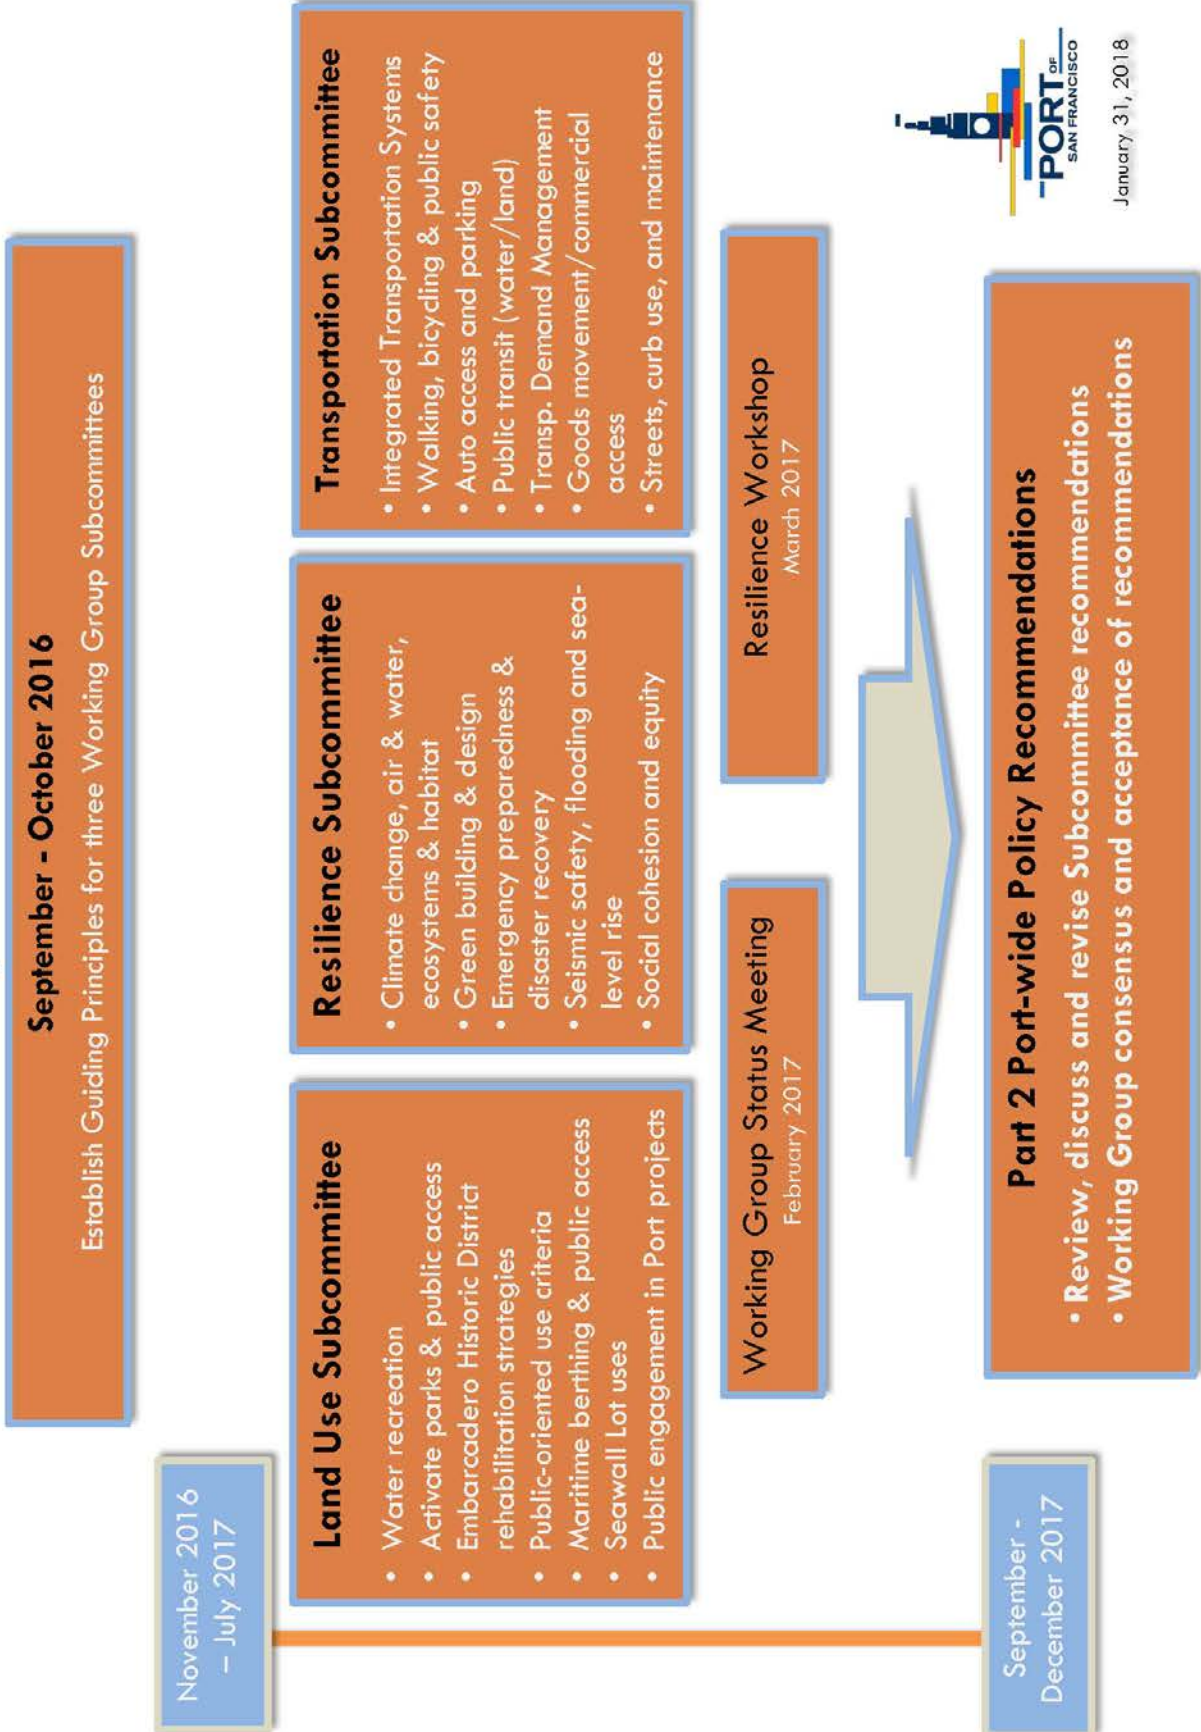 September - October 2016
Establish Guiding Principles for three Working Group Subcommittees
November 2016
– July 2017
Land Use Subcommittee
• Water recreation
• Activate parks & public access
• Embarcadero Historic District
rehabilitation strategies
• Public-oriented use criteria
• Maritime berthing & public access
• Seawall Lot uses
• Public engagement in Port projects
Resilience Subcommittee
• Climate change, air & water,
ecosystems & habitat
• Green building & design
• Emergency preparedness &
disaster recovery
• Seismic safety, flooding and sea-
level rise
• Social cohesion and equity
Transportation Subcommittee
• Integrated Transportation Systems
• Walking, bicycling & public safety
• Auto access and parking
• Public transit (water/land)
• Transp. Demand Management
• Goods movement/commercial
access
• Streets, curb use, and maintenance
Working Group Status Meeting
February 2017
Resilience Workshop
March 2017
September -
December 2017
Part 2 Port-wide Policy Recommendations
• Review, discuss and revise Subcommittee recommendations
• Working Group consensus and acceptance of recommendations
PORT OF
SAN FRANCISCO
January 31, 2018